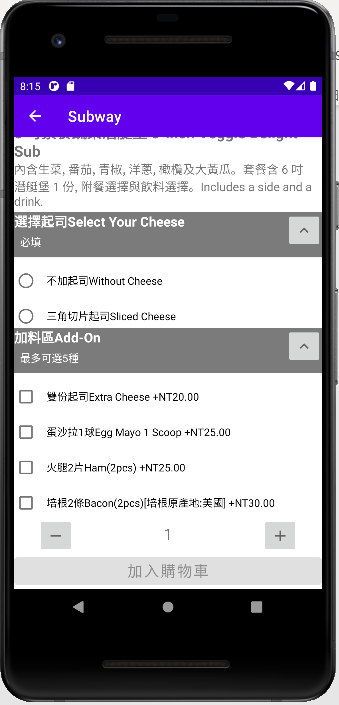 8:15
Subway
Sub
內含生菜, 番茄, 青椒, 洋蔥, 橄欖及大黃瓜。套餐含 6 吋
潛艇堡 1 份, 附餐選擇與飲料選擇。Includes a side and a
drink.
選擇起司Select Your Cheese
必填
不加起司Without Cheese
三角切片起司Sliced Cheese
加料區Add-On
最多可選5種
雙份起司Extra Cheese +NT20.00
蛋沙拉1球Egg Mayo 1 Scoop +NT25.00
火腿2片Ham(2pcs) +NT25.00
培根2條Bacon(2pcs)[培根原產地:美國] +NT30.00
1
加入購物車